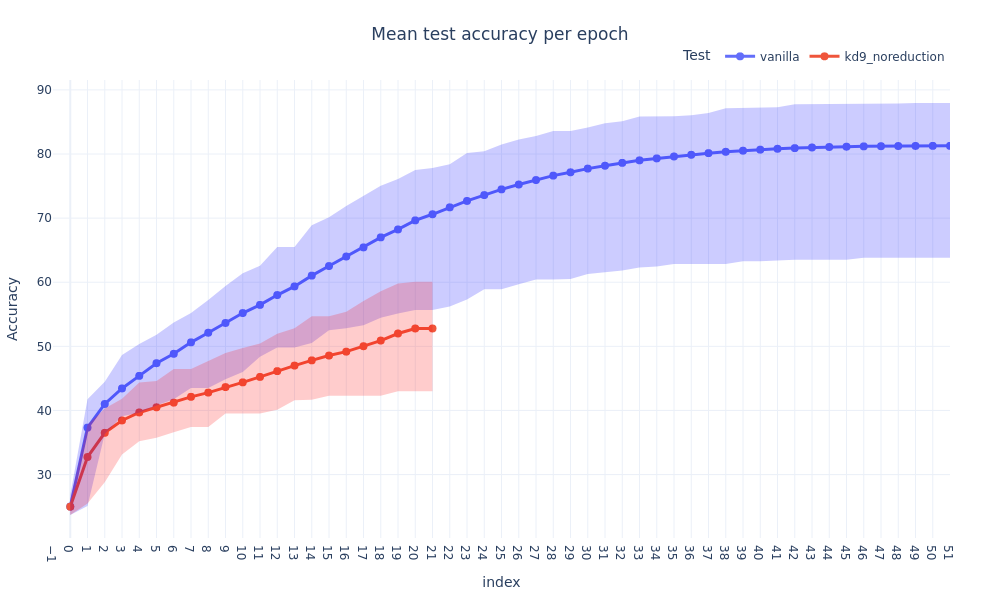 Mean test accuracy per epoch
Test vanilla kd9_noreduction
90
80
70
60
50
40
30
Accuracy
−1 0 1 2 3 4 5 6 7 8 9 10 11 12 13 14 15 16 17 18 19 20 21 22 23 24 25 26 27 28 29 30 31 32 33 34 35 36 37 38 39 40 41 42 43 44 45 46 47 48 49 50 51
index